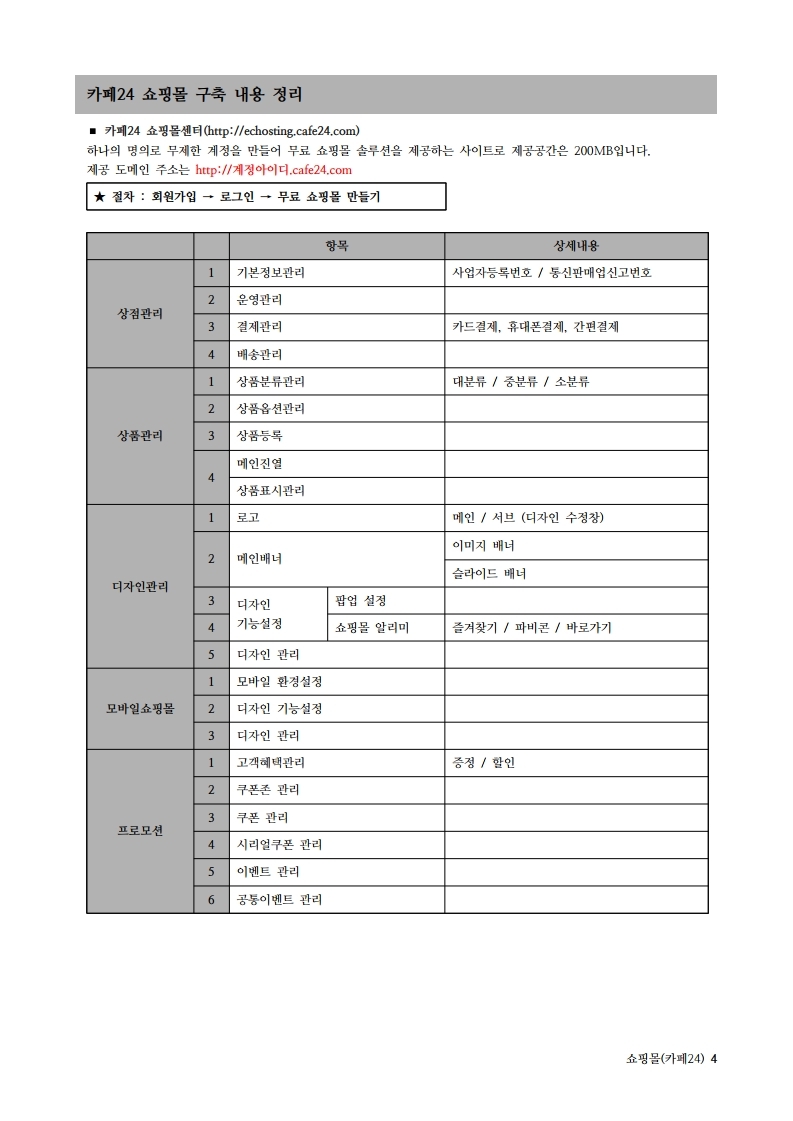 카페24 쇼핑몰 구축 내용 정리
■ 카페24 쇼핑몰센터(http://echosting.cafe24.com)
하나의 명의로 무제한 계정을 만들어 무료 쇼핑몰 솔루션을 제공하는 사이트로 제공공간은 200MB입니다.
제공 도메인 주소는 http://계정아이디.cafe24.com
★ 절차 : 회원가입 → 로그인 → 무료 쇼핑몰 만들기
항목 상세내용
상점관리
1 기본정보관리 사업자등록번호 / 통신판매업신고번호
2 운영관리
3 결제관리 카드결제, 휴대폰결제, 간편결제
4 배송관리
상품관리
1 상품분류관리 대분류 / 중분류 / 소분류
2 상품옵션관리
3 상품등록
4 메인진열
상품표시관리
디자인관리
1 로고 메인 / 서브 (디자인 수정창)
2 메인배너 이미지 배너
슬라이드 배너
3 디자인 팝업 설정
4 기능설정 쇼핑몰 알리미 즐겨찾기 / 파비콘 / 바로가기
5 디자인 관리
모바일쇼핑몰
1 모바일 환경설정
2 디자인 기능설정
3 디자인 관리
프로모션
1 고객혜택관리 증정 / 할인
2 쿠폰존 관리
3 쿠폰 관리
4 시리얼쿠폰 관리
5 이벤트 관리
6 공통이벤트 관리
쇼핑몰(카페24) 4